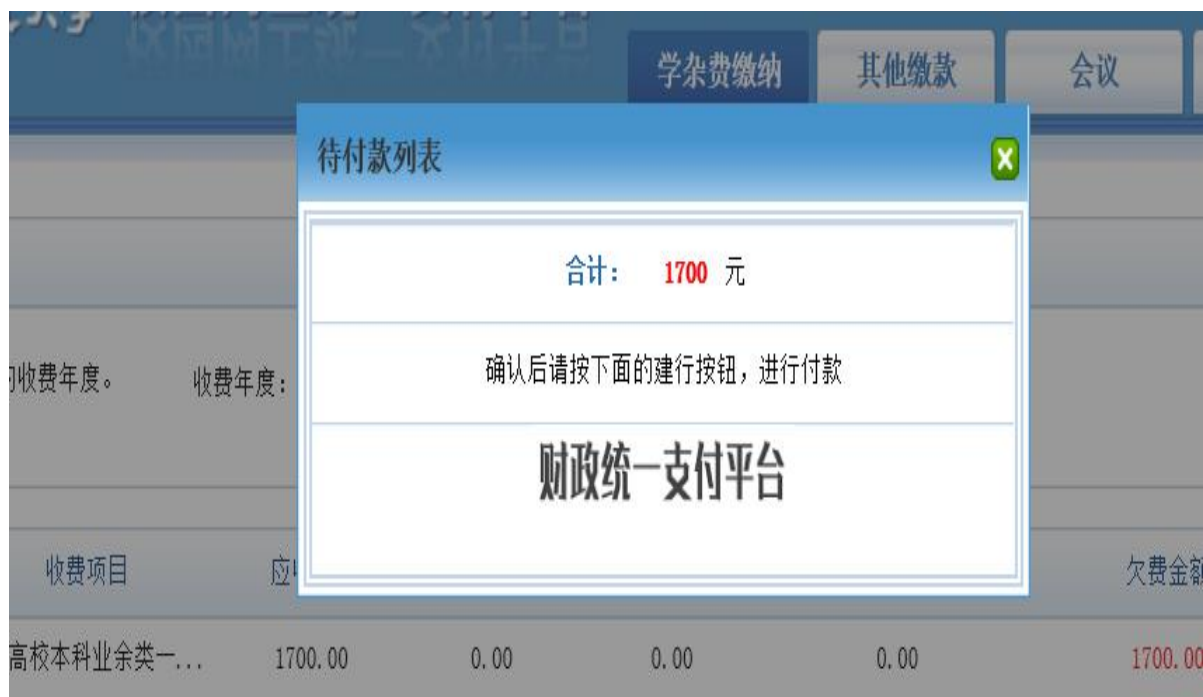 学杂费缴纳 其他缴款 会议
待付款列表
合计： 1700 元
确认后请按下面的建行按钮，进行付款
收费年度。 收费年度：
财政统一支付平台
收费项目 应 欠费金额
高校本科业余类一... 1700.00 0.00 0.00 0.00 1700.00